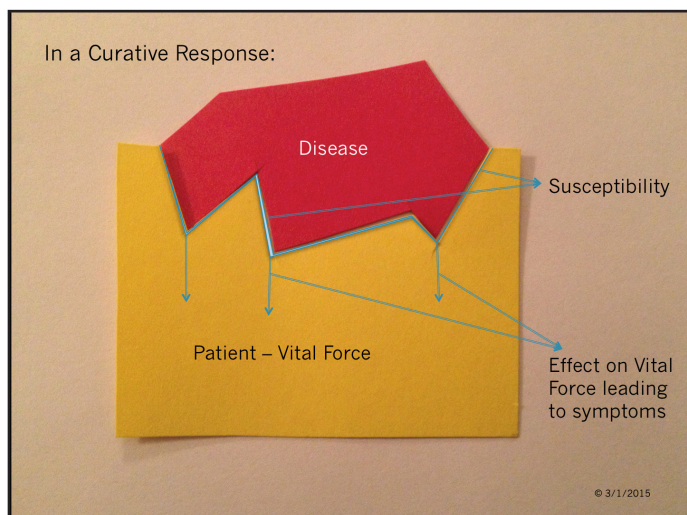 In a Curative Response:
Disease
Susceptibility
Patient – Vital Force
Effect on Vital
Force leading
to symptoms
© 3/1/2015